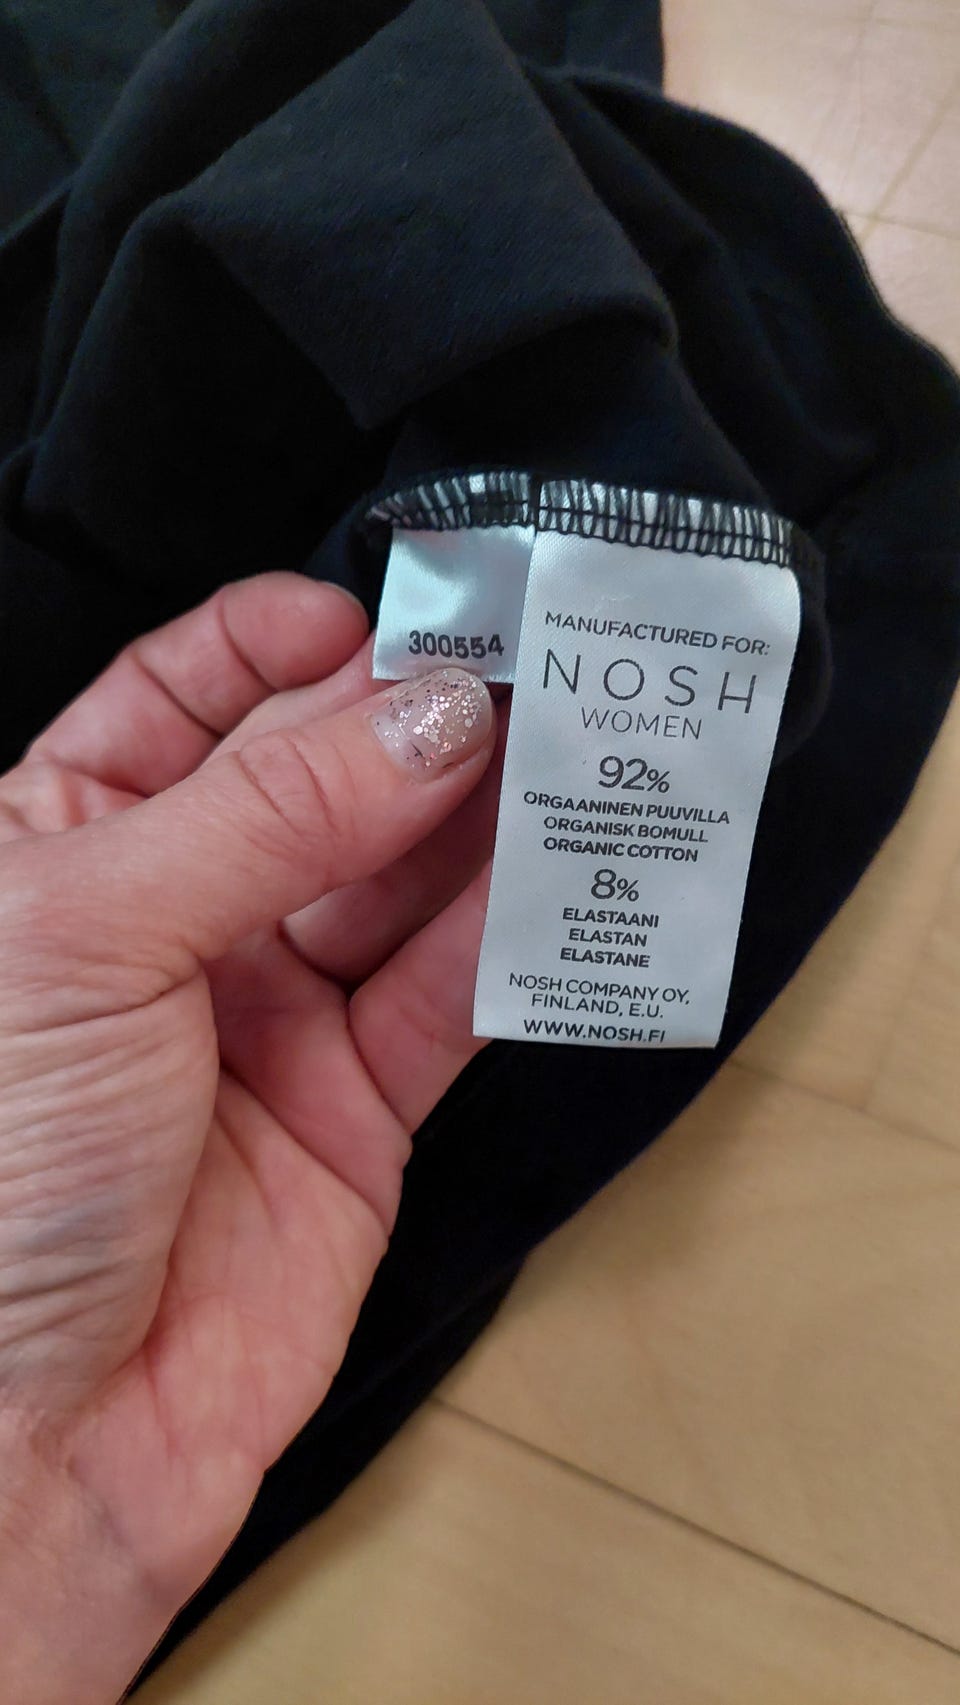 300554
MANUFACTURED FOR:
NOSH
WOMEN
92%
ORGAANINEN PUUVILLA
ORGANISK BOMULL
ORGANIC COTTON
8%
ELASTAANI
ELASTAN
ELASTANE
NOSH COMPANY OY,
FINLAND, E.U.
WWW.NOSH.FI